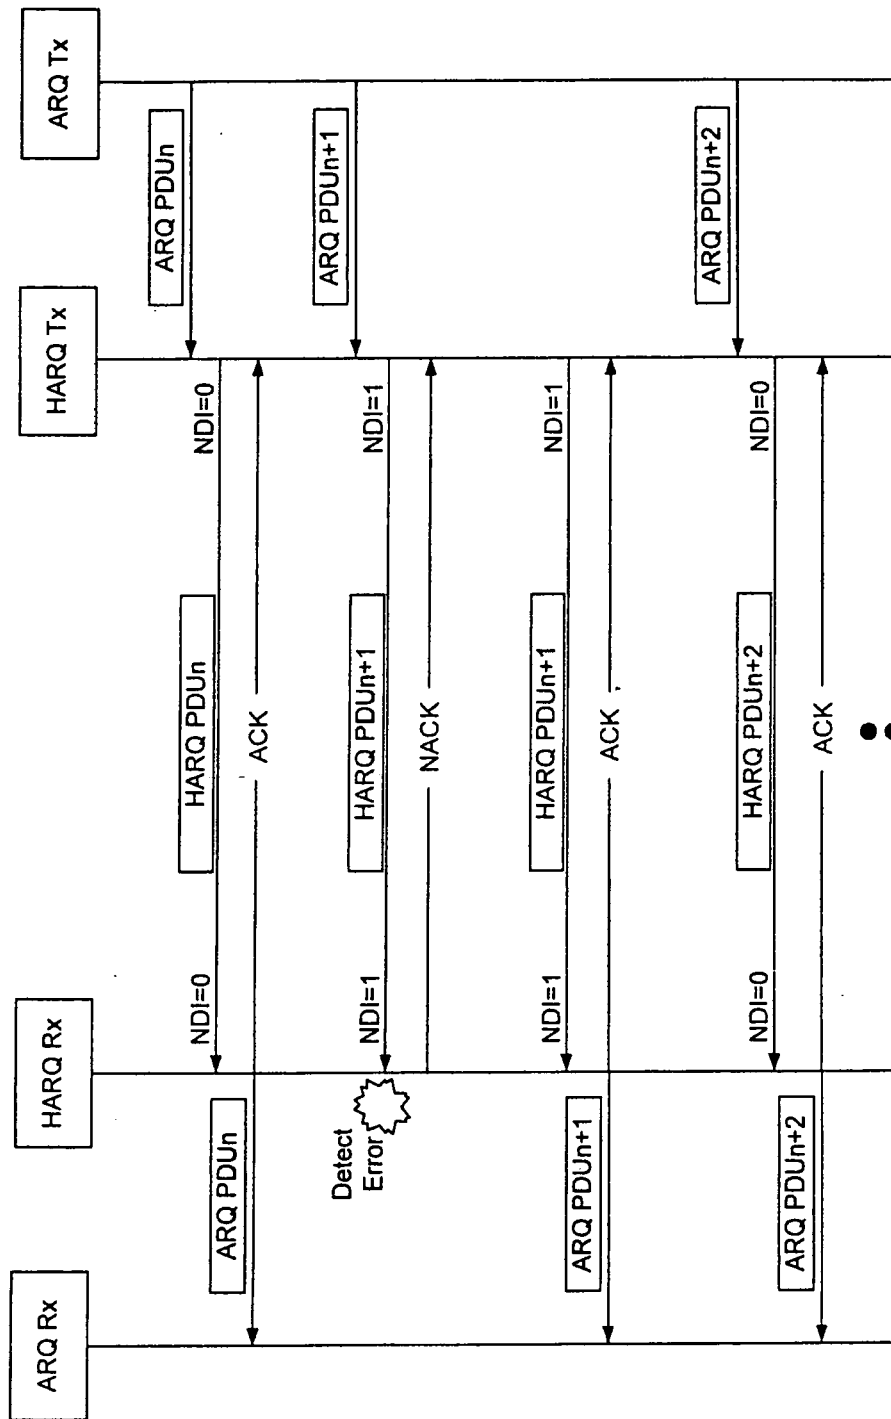 ARQ Rx
HARQ Rx
HARQ Tx
ARQ Tx
ARQ PDUn
NDI=0
HARQ PDUn
NDI=0
ARQ PDUn
ACK
ARQ PDUn+1
Detect
Error
NDI=1
HARQ PDUn+1
NDI=1
NACK
NDI=1
HARQ PDUn+1
NDI=1
ARQ PDUn+1
ACK
ARQ PDUn+2
NDI=0
HARQ PDUn+2
NDI=0
ARQ PDUn+2
ACK